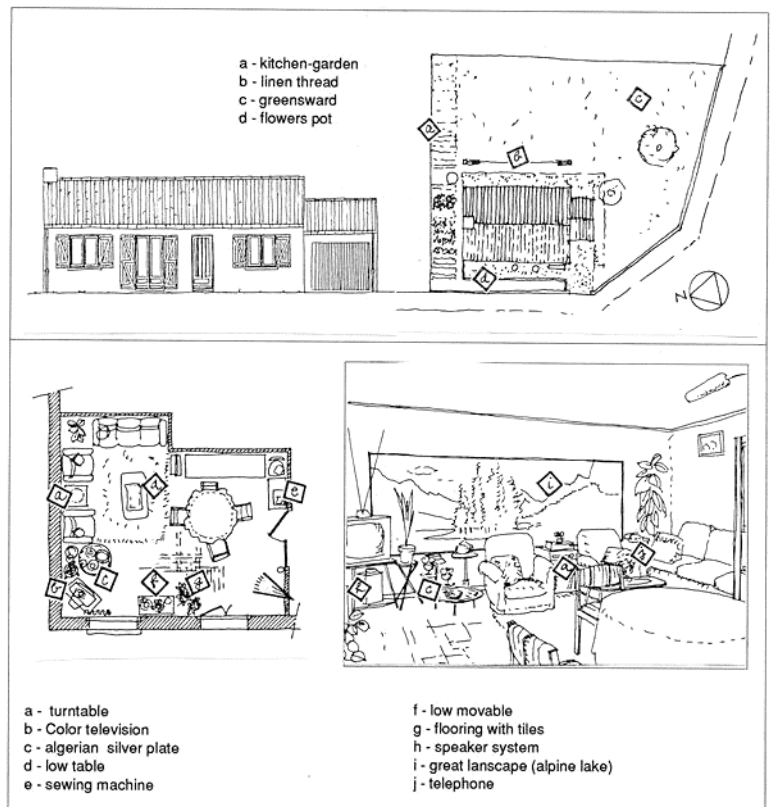 a - kitchen-garden
b - linen thread
c - greensward
d - flowers pot
c
a
d
d
N
a
d
e
b
c
i
a
h
c
a - turntable
b - Color television
c - algerian silver plate
d - low table
e - sewing machine
f - low movable
g - flooring with tiles
h - speaker system
i - great lanscape (alpine lake)
j - telephone